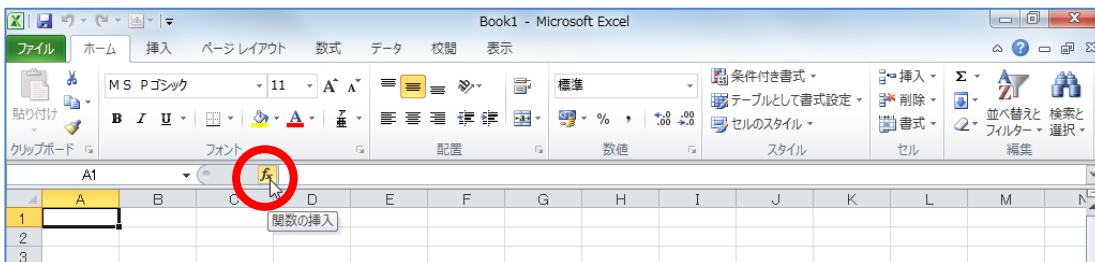 Book1 - Microsoft Excel
ファイル ホーム 挿入 ページ レイアウト 数式 データ 校閲 表示
MS Pゴシック 11 A A 標準 条件付き書式 挿入 Σ
貼り付け テーブルとして書式設定 削除 並べ替えと 検索と
B I U A 亜 % , .0 .00 .00 .0 セルのスタイル 書式 フィルター 選択
クリップボード フォント 配置 数値 スタイル セル 編集
A1 fx
A B C D E F G H I J K L M N
1 関数の挿入
2
3